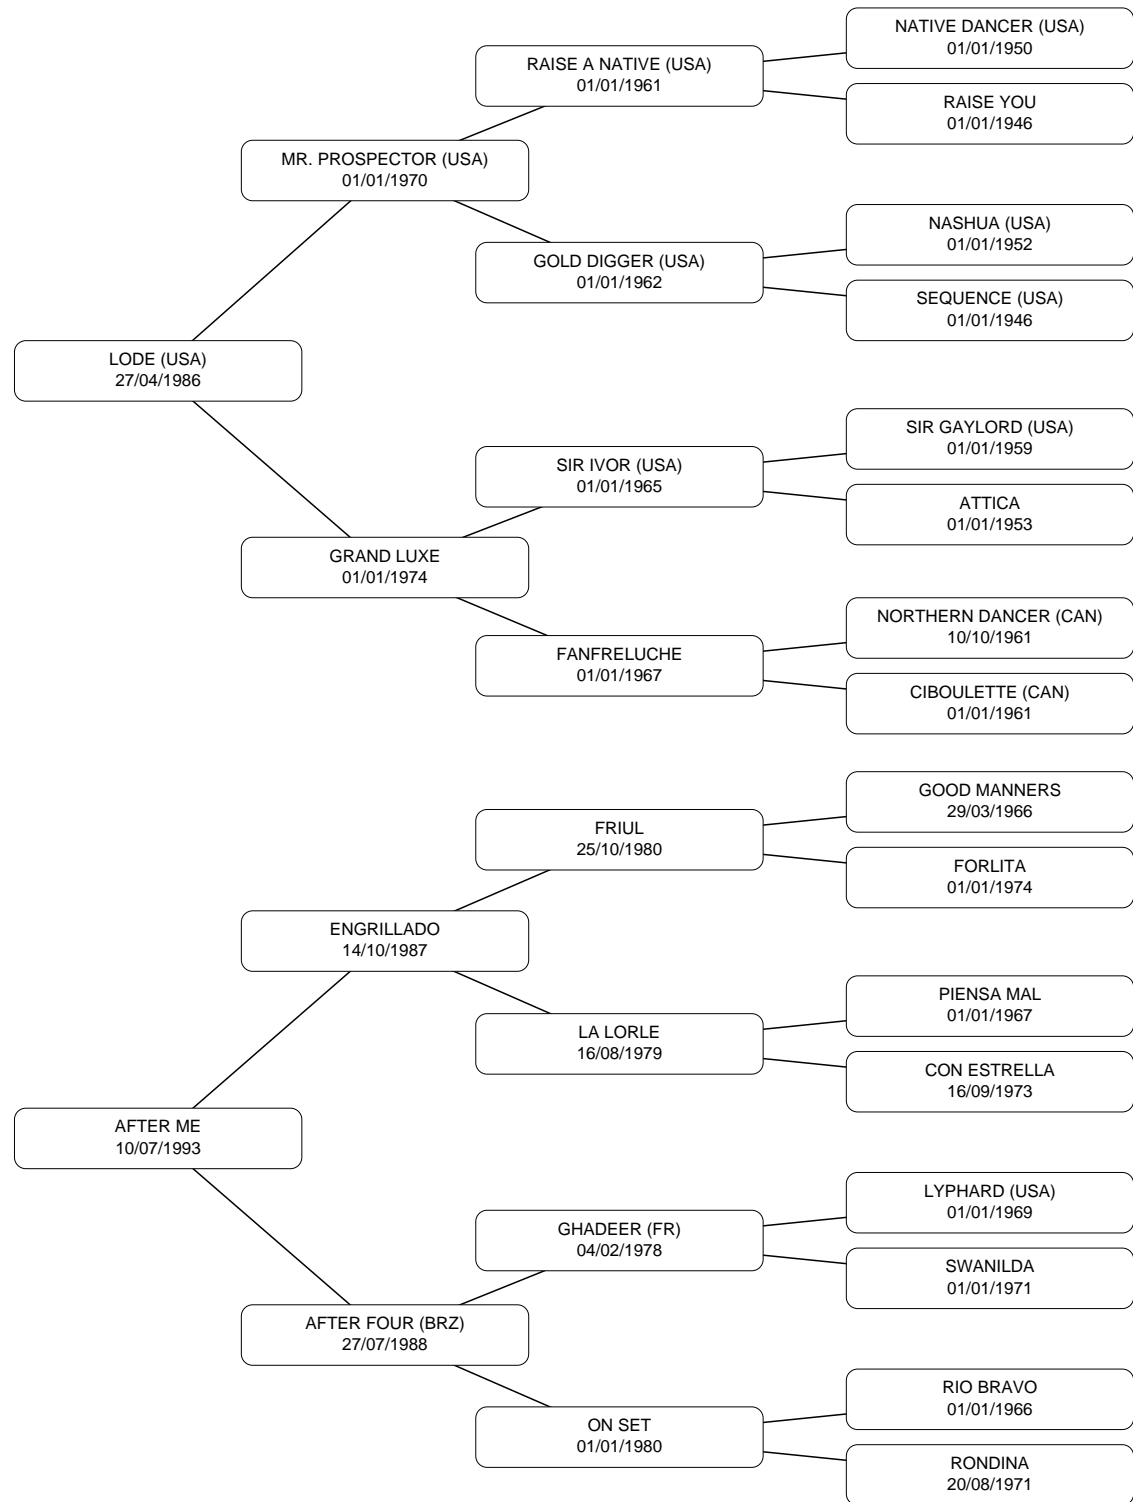 NATIVE DANCER (USA)
01/01/1950
RAISE A NATIVE (USA)
01/01/1961
RAISE YOU
01/01/1946
MR. PROSPECTOR (USA)
01/01/1970
NASHUA (USA)
01/01/1952
GOLD DIGGER (USA)
01/01/1962
SEQUENCE (USA)
01/01/1946
LODE (USA)
27/04/1986
SIR GAYLORD (USA)
01/01/1959
SIR IVOR (USA)
01/01/1965
ATTICA
01/01/1953
GRAND LUXE
01/01/1974
NORTHERN DANCER (CAN)
10/10/1961
FANFRELUCHE
01/01/1967
CIBOULETTE (CAN)
01/01/1961
GOOD MANNERS
29/03/1966
FRIUL
25/10/1980
FORLITA
01/01/1974
ENGRILLADO
14/10/1987
PIENSA MAL
01/01/1967
LA LORLE
16/08/1979
CON ESTRELLA
16/09/1973
AFTER ME
10/07/1993
LYPHARD (USA)
01/01/1969
GHADEER (FR)
04/02/1978
SWANILDA
01/01/1971
AFTER FOUR (BRZ)
27/07/1988
RIO BRAVO
01/01/1966
ON SET
01/01/1980
RONDINA
20/08/1971